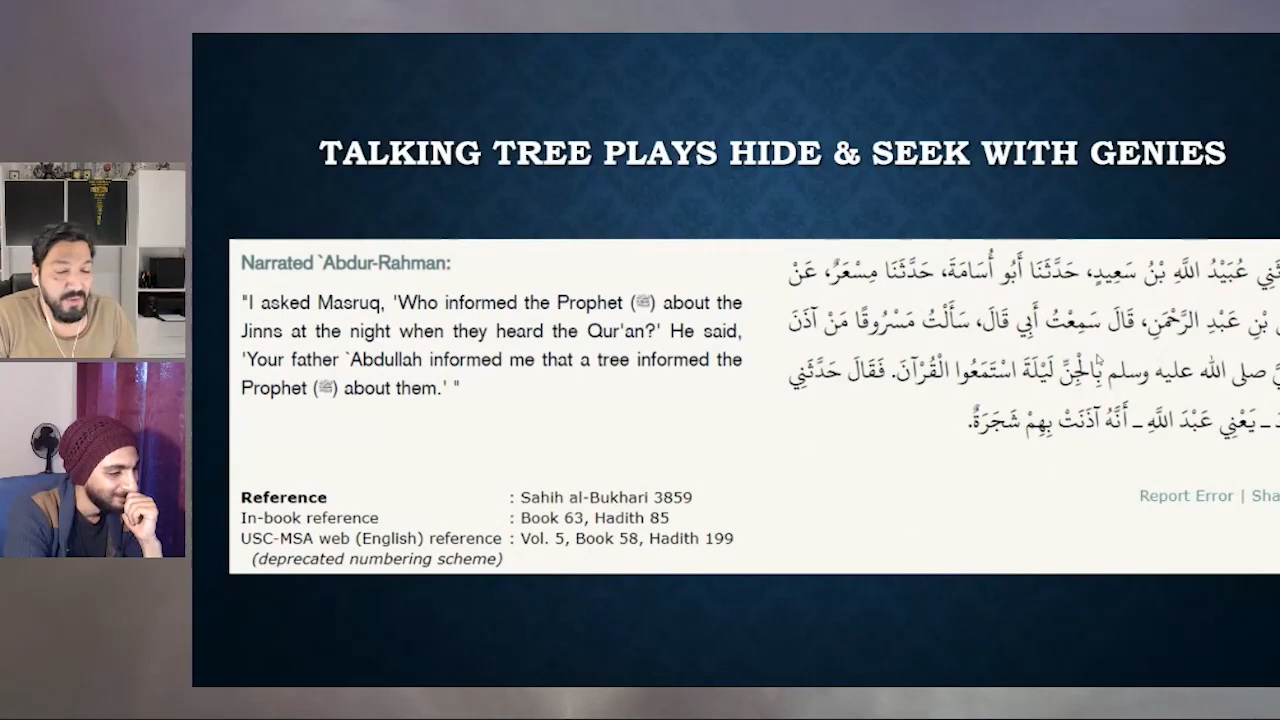 TALKING TREE PLAYS HIDE & SEEK WITH GENIES
Narrated `Abdur-Rahman:
"I asked Masruq, 'Who informed the Prophet (ﷺ) about the
Jinns at the night when they heard the Qur'an?' He said,
'Your father `Abdullah informed me that a tree informed the
Prophet (ﷺ) about them.' "
عُبَيْدُ اللَّهِ بْنُ سَعِيدٍ، حَدَّثَنَا أَبُو أُسَامَةَ، حَدَّثَنَا مِسْعَرٌ، عَنْ
بْنِ عَبْدِ الرَّحْمَنِ، قَالَ سَمِعْتُ أَبِي قَالَ، سَأَلْتُ مَسْرُوقًا مَنْ آذَنَ
صلى الله عليه وسلم بِالْجِنِّ لَيْلَةَ اسْتَمَعُوا الْقُرْآنَ. فَقَالَ حَدَّثَنِي
ـ يَعْنِي عَبْدَ اللَّهِ ـ أَنَّهُ آذَنَتْ بِهِمْ شَجَرَةٌ.
Reference : Sahih al-Bukhari 3859
In-book reference : Book 63, Hadith 85
USC-MSA web (English) reference : Vol. 5, Book 58, Hadith 199
(deprecated numbering scheme)
Report Error | Sha